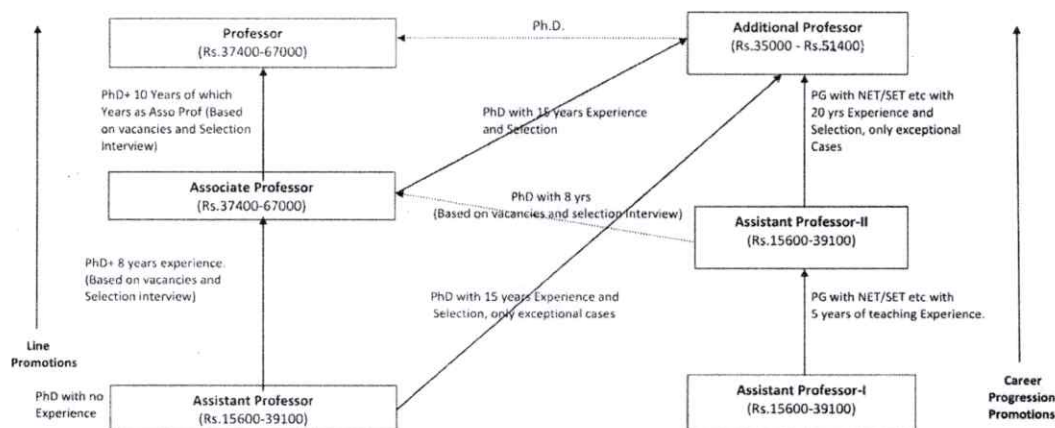 Professor
(Rs.37400-67000)
Ph.D.
Additional Professor
(Rs.35000 - Rs.51400)
PhD+ 10 Years of which
Years as Asso Prof (Based
on vacancies and Selection
Interview)
PhD with 15 years Experience
and Selection
PG with NET/SET etc with
20 yrs Experience and
Selection, only exceptional
Cases
Associate Professor
(Rs.37400-67000)
PhD with 8 yrs
(Based on vacancies and selection Interview)
Assistant Professor-II
(Rs.15600-39100)
PhD+ 8 years experience.
(Based on vacancies and
Selection interview)
PhD with 15 years Experience and
Selection, only exceptional cases
PG with NET/SET etc with
5 years of teaching Experience.
Line
Promotions
PhD with no
Experience
Assistant Professor
(Rs.15600-39100)
Assistant Professor-I
(Rs.15600-39100)
Career
Progression
Promotions